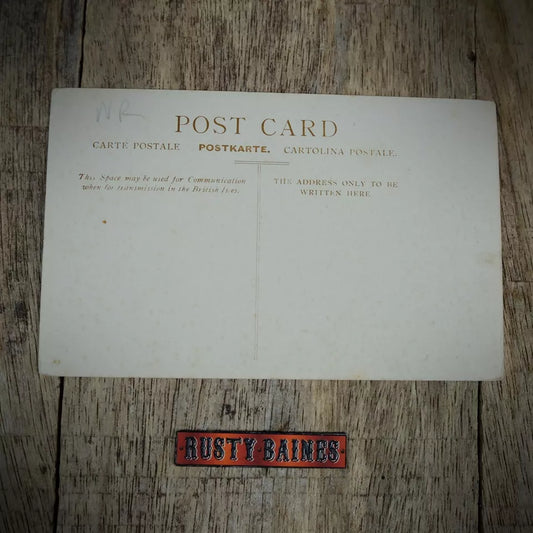 NR
POST CARD
CARTE POSTALE POSTKARTE. CARTOLINA POSTALE.
This Space may be used for Communication
when for transmission in the British Isles.
THE ADDRESS ONLY TO BE
WRITTEN HERE
RUSTY·BAINES